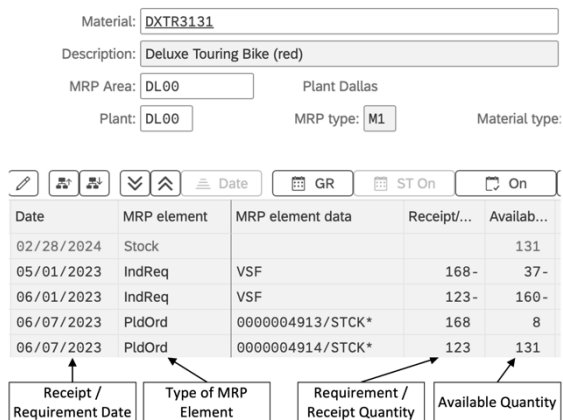 Material: DXTR3131
Description: Deluxe Touring Bike (red)
MRP Area: DL00 Plant Dallas
Plant: DL00 MRP type: M1 Material type:
Date GR ST On On
Date MRP element MRP element data Receipt/... Availab...
02/28/2024 Stock 131
05/01/2023 IndReq VSF 168- 37-
06/01/2023 IndReq VSF 123- 160-
06/07/2023 PldOrd 0000004913/STCK* 168 8
06/07/2023 PldOrd 0000004914/STCK* 123 131
Receipt / Requirement Date
Type of MRP Element
Requirement / Receipt Quantity
Available Quantity